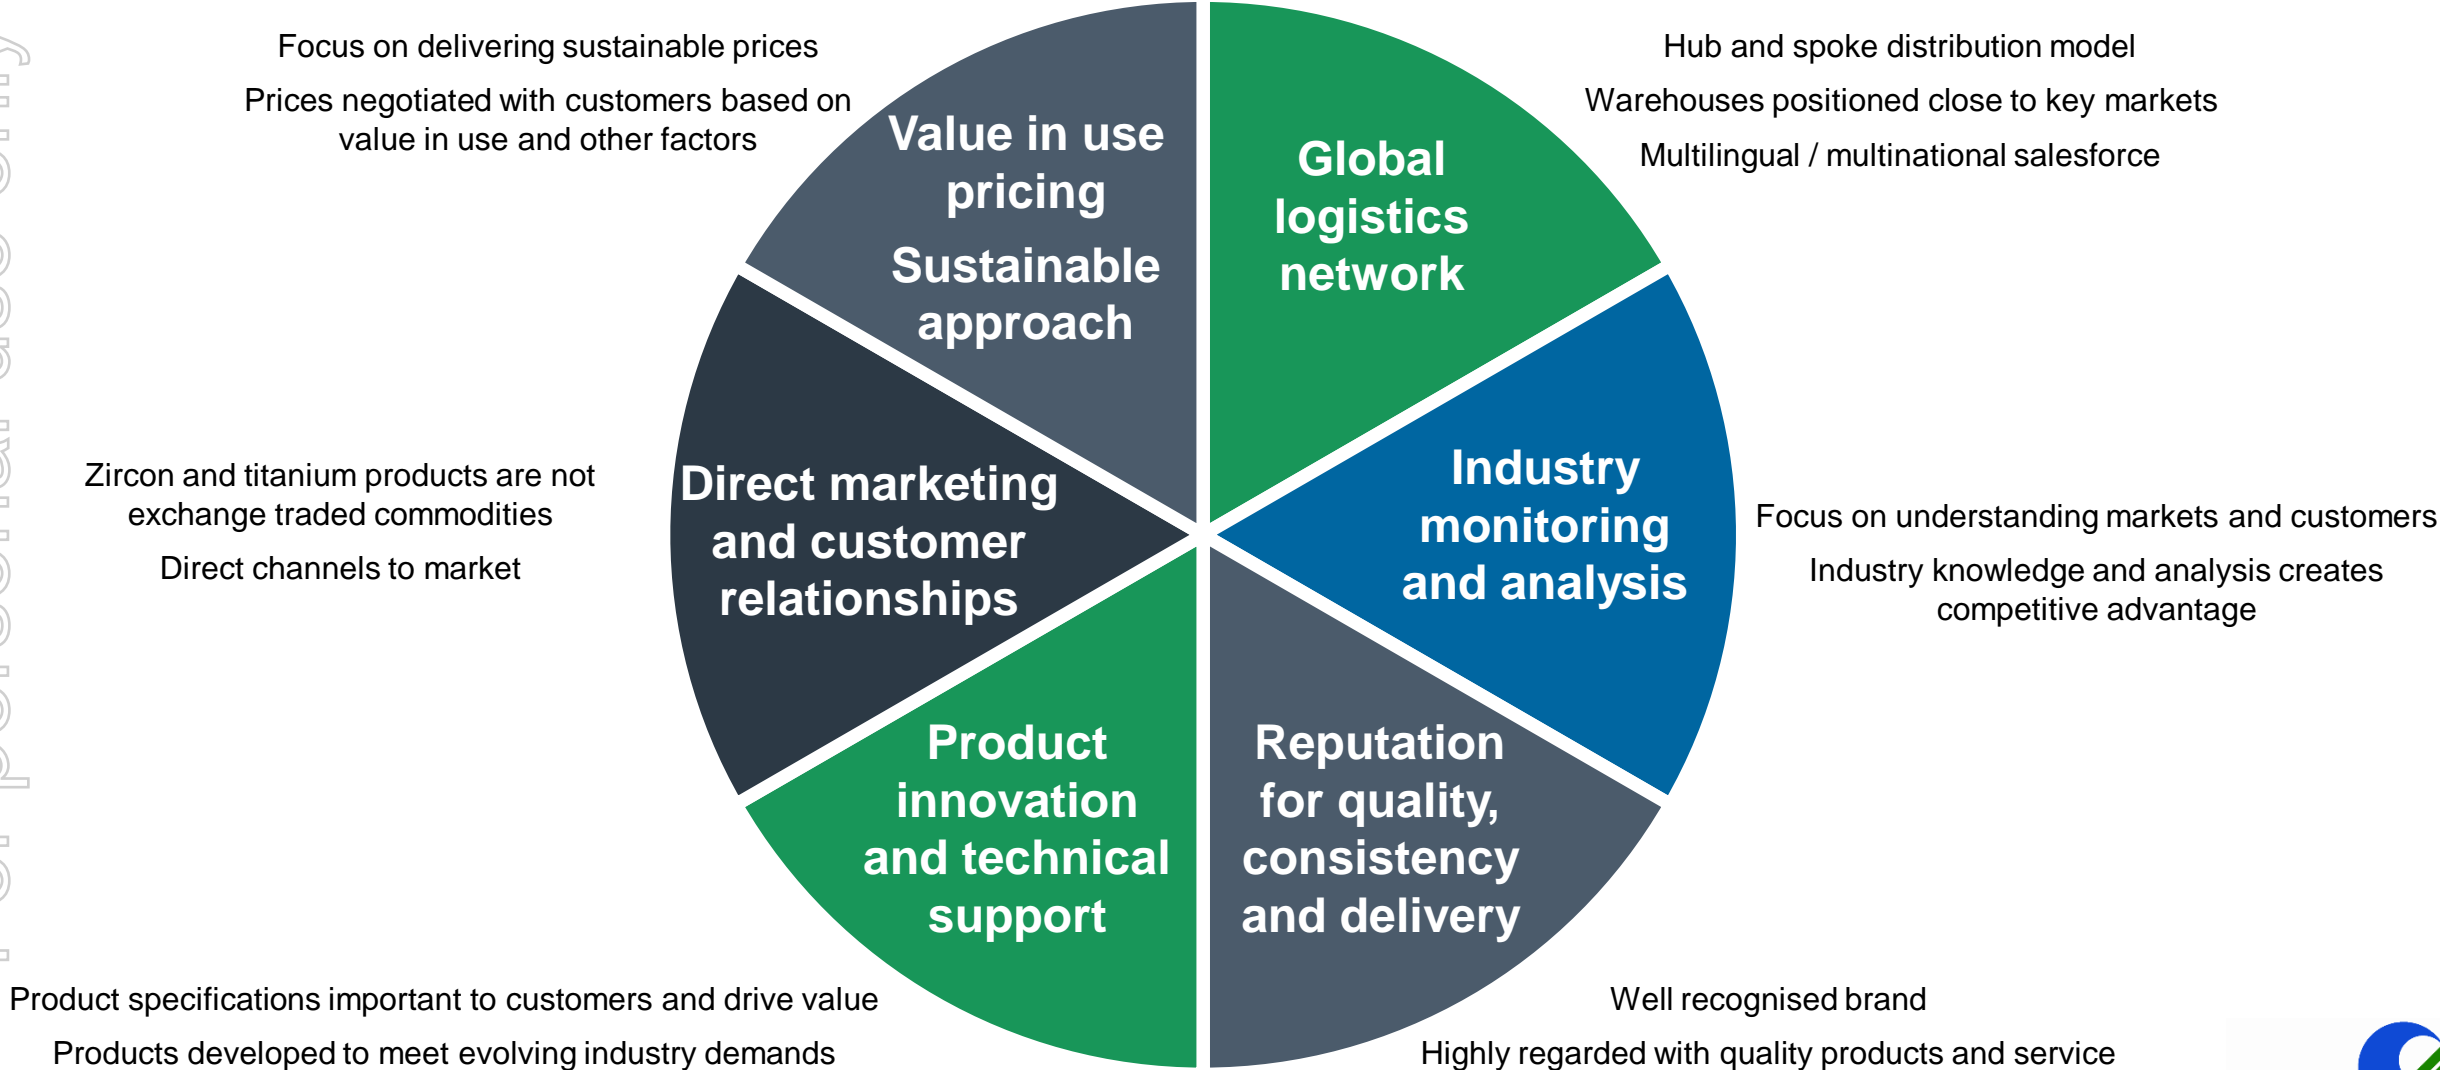 Focus on delivering sustainable prices
Prices negotiated with customers based on
value in use and other factors
Value in use
pricing
Sustainable
approach
Global
logistics
network
Hub and spoke distribution model
Warehouses positioned close to key markets
Multilingual / multinational salesforce
Zircon and titanium products are not
exchange traded commodities
Direct channels to market
Direct marketing
and customer
relationships
Industry
monitoring
and analysis
Focus on understanding markets and customers
Industry knowledge and analysis creates
competitive advantage
Product
innovation
and technical
support
Reputation
for quality,
consistency
and delivery
Product specifications important to customers and drive value
Products developed to meet evolving industry demands
Well recognised brand
Highly regarded with quality products and service
For personal use only